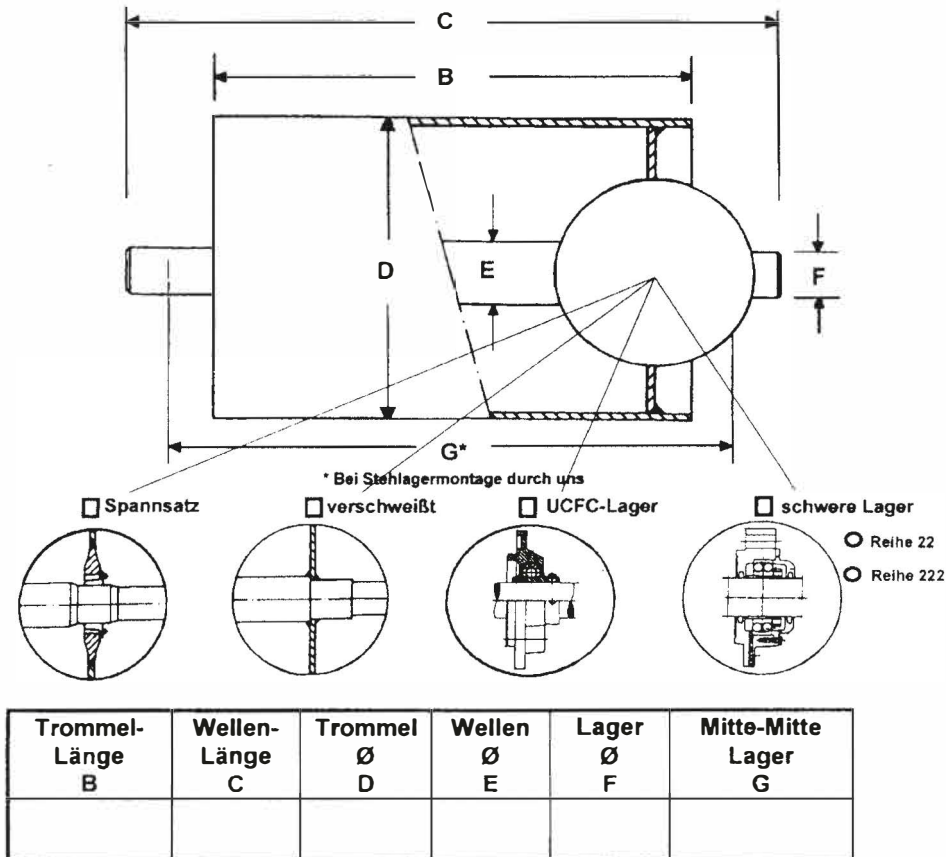 C
B
D
E
F
G*
* Bei Stehlagermontage durch uns
Spannsatz
verschweißt
UCFC-Lager
schwere Lager
Reihe 22
Reihe 222
Trommel-
Länge
B
Wellen-
Länge
C
Trommel
Ø
D
Wellen
Ø
E
Lager
Ø
F
Mitte-Mitte
Lager
G